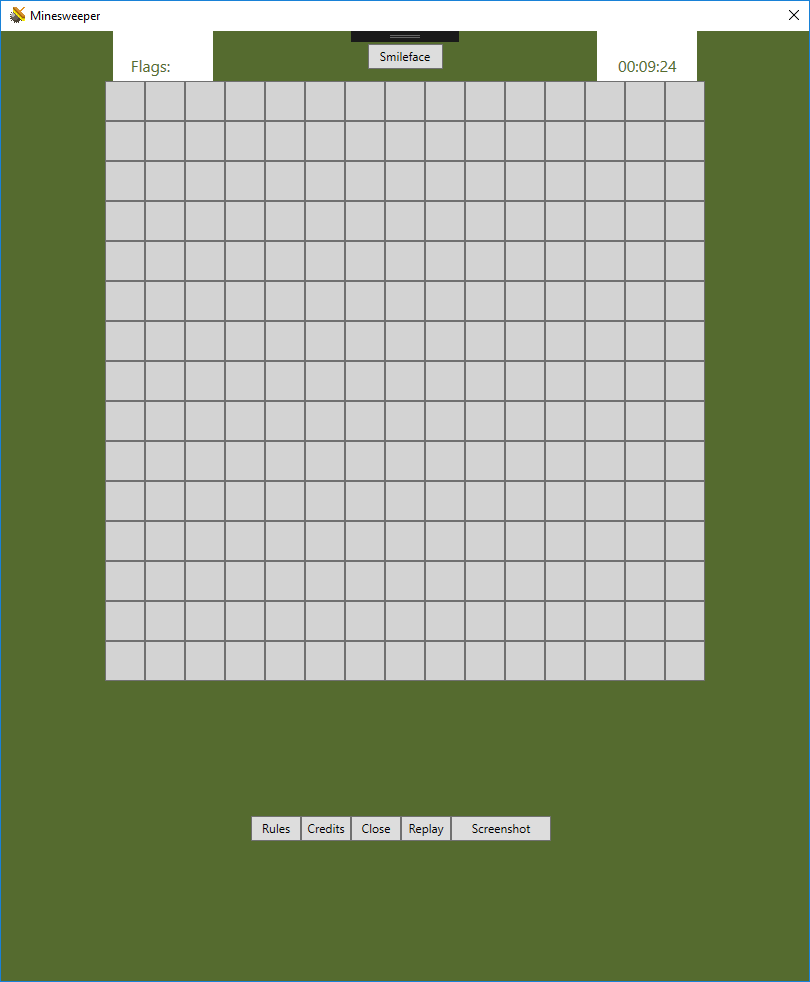 Minesweeper
Smileface
Flags:
00:09:24
Rules
Credits
Close
Replay
Screenshot